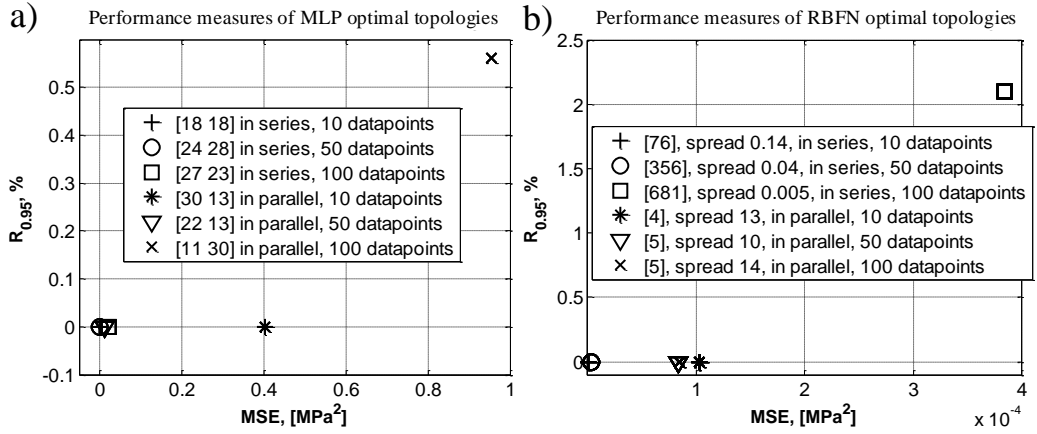 a)
Performance measures of MLP optimal topologies
0.5
0.4
0.3
0.2
0.1
0
-0.1
R0.95, %
[18 18] in series, 10 datapoints
[24 28] in series, 50 datapoints
[27 23] in series, 100 datapoints
[30 13] in parallel, 10 datapoints
[22 13] in parallel, 50 datapoints
[11 30] in parallel, 100 datapoints
0 0.2 0.4 0.6 0.8 1
MSE, [MPa2]
b)
Performance measures of RBFN optimal topologies
2.5
2
1.5
1
0.5
0
R0.95, %
[76], spread 0.14, in series, 10 datapoints
[356], spread 0.04, in series, 50 datapoints
[681], spread 0.005, in series, 100 datapoints
[4], spread 13, in parallel, 10 datapoints
[5], spread 10, in parallel, 50 datapoints
[5], spread 14, in parallel, 100 datapoints
1 2 3 4
x 10-4
MSE, [MPa2]